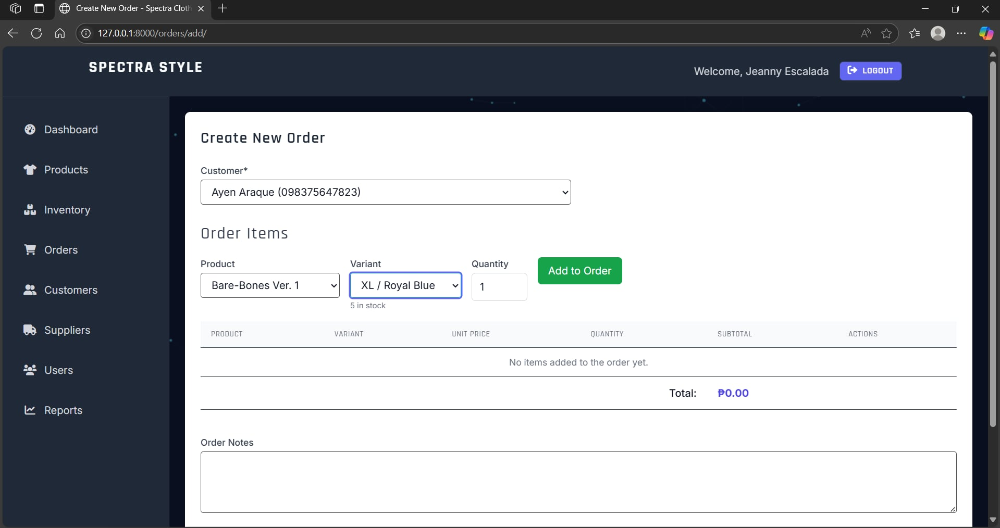 Create New Order - Spectra Cloth
127.0.0.1:8000/orders/add/
SPECTRA STYLE
Welcome, Jeanny Escalada
LOGOUT
Dashboard
Products
Inventory
Orders
Customers
Suppliers
Users
Reports
Create New Order
Customer*
Ayen Araque (098375647823)
Order Items
Product Variant Quantity
Bare-Bones Ver. 1 XL / Royal Blue 1 Add to Order
5 in stock
PRODUCT VARIANT UNIT PRICE QUANTITY SUBTOTAL ACTIONS
No items added to the order yet.
Total: ₱0.00
Order Notes